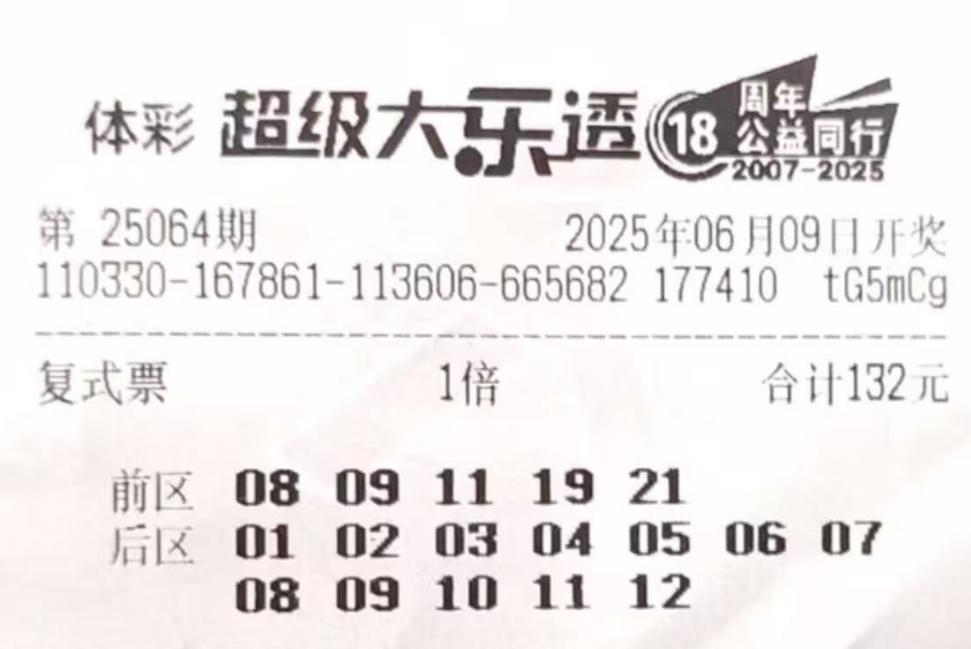 体彩 超级大乐透 18 周年
公益同行
2007-2025
第 25064期 2025年06月09日开奖
110330-167861-113606-665682 177410 tG5mCg
复式票 1倍 合计132元
前区 08 09 11 19 21
后区 01 02 03 04 05 06 07
08 09 10 11 12